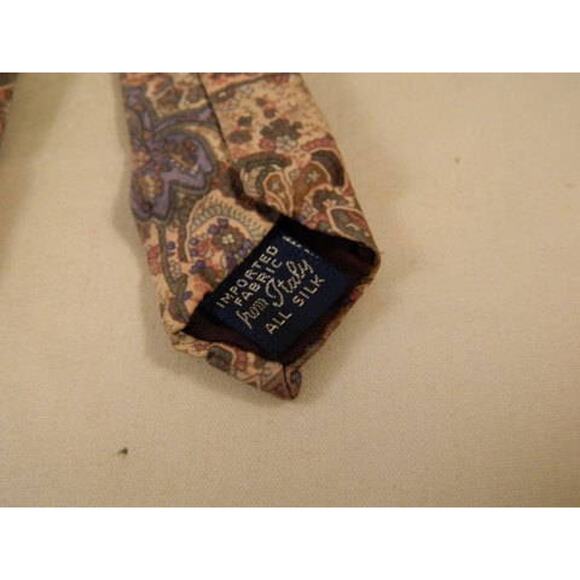 IMPORTED
FABRIC
from Italy
ALL SILK